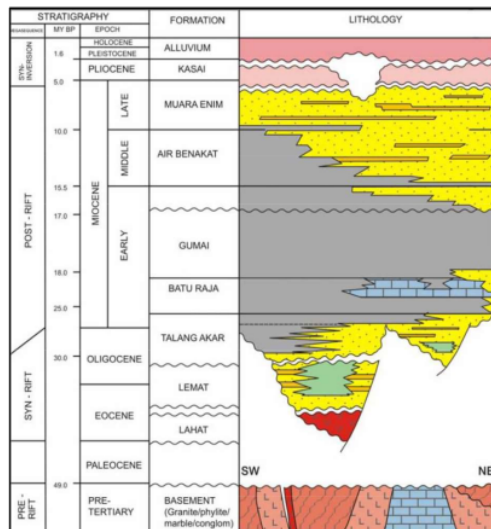 STRATIGRAPHY
FORMATION
LITHOLOGY
MEGASEQUENCE
MY BP
EPOCH
SYN-INVERSION
HOLOCENE
ALLUVIUM
1.6
PLEISTOCENE
PLIOCENE
KASAI
5.0
POST - RIFT
MIOCENE
LATE
MUARA ENIM
10.0
MIDDLE
AIR BENAKAT
15.5
17.0
EARLY
GUMAI
18.0
BATU RAJA
25.0
TALANG AKAR
30.0
OLIGOCENE
SYN - RIFT
LEMAT
EOCENE
LAHAT
PALEOCENE
SW
NE
49.0
PRE - RIFT
PRE-
TERTIARY
BASEMENT
(Granite/phylite/
marble/conglom)